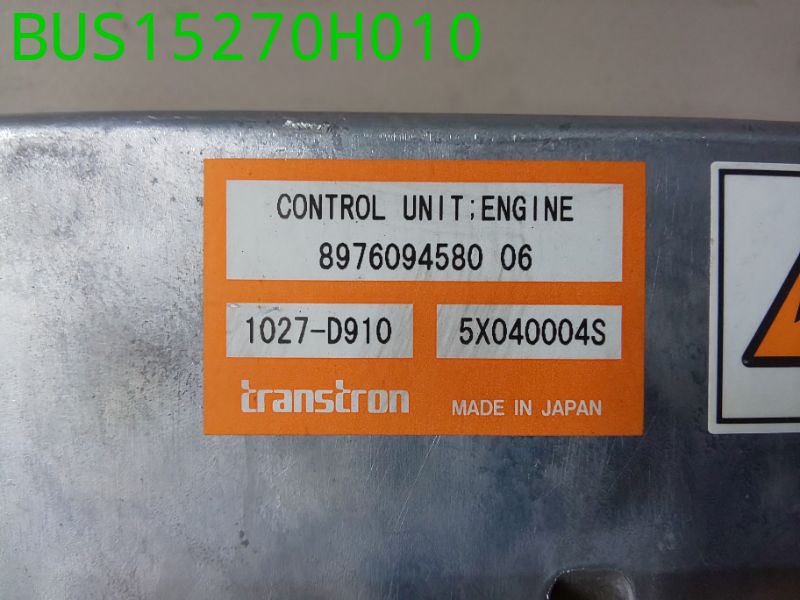 BUS15270H010
CONTROL UNIT;ENGINE
8976094580 06
1027-D910
5X040004S
transtron
MADE IN JAPAN